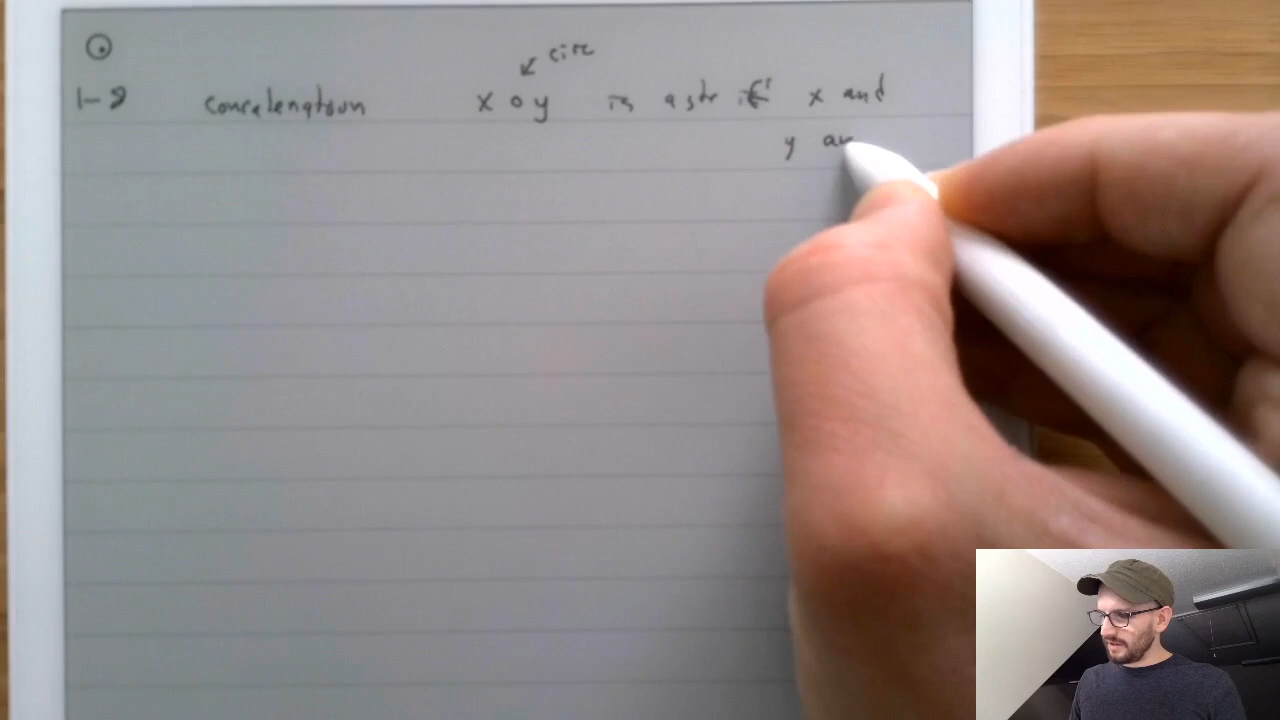 circ
1-8 concatenation x o y is a str if x and
y ar